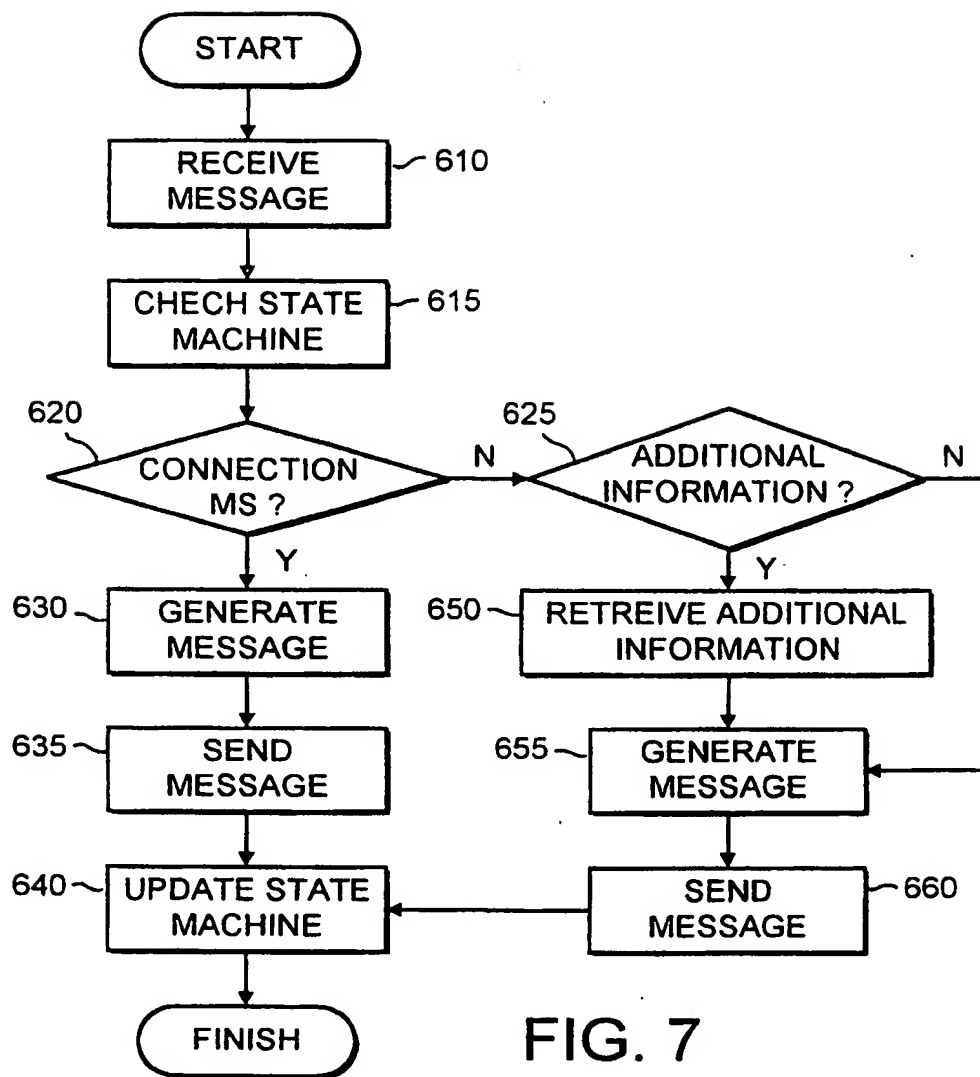 START
RECEIVE
MESSAGE
610
CHECH STATE
MACHINE
615
620
CONNECTION
MS ?
N
Y
625
ADDITIONAL
INFORMATION ?
N
Y
630
GENERATE
MESSAGE
650
RETREIVE ADDITIONAL
INFORMATION
635
SEND
MESSAGE
655
GENERATE
MESSAGE
640
UPDATE STATE
MACHINE
SEND
MESSAGE
660
FINISH
FIG. 7